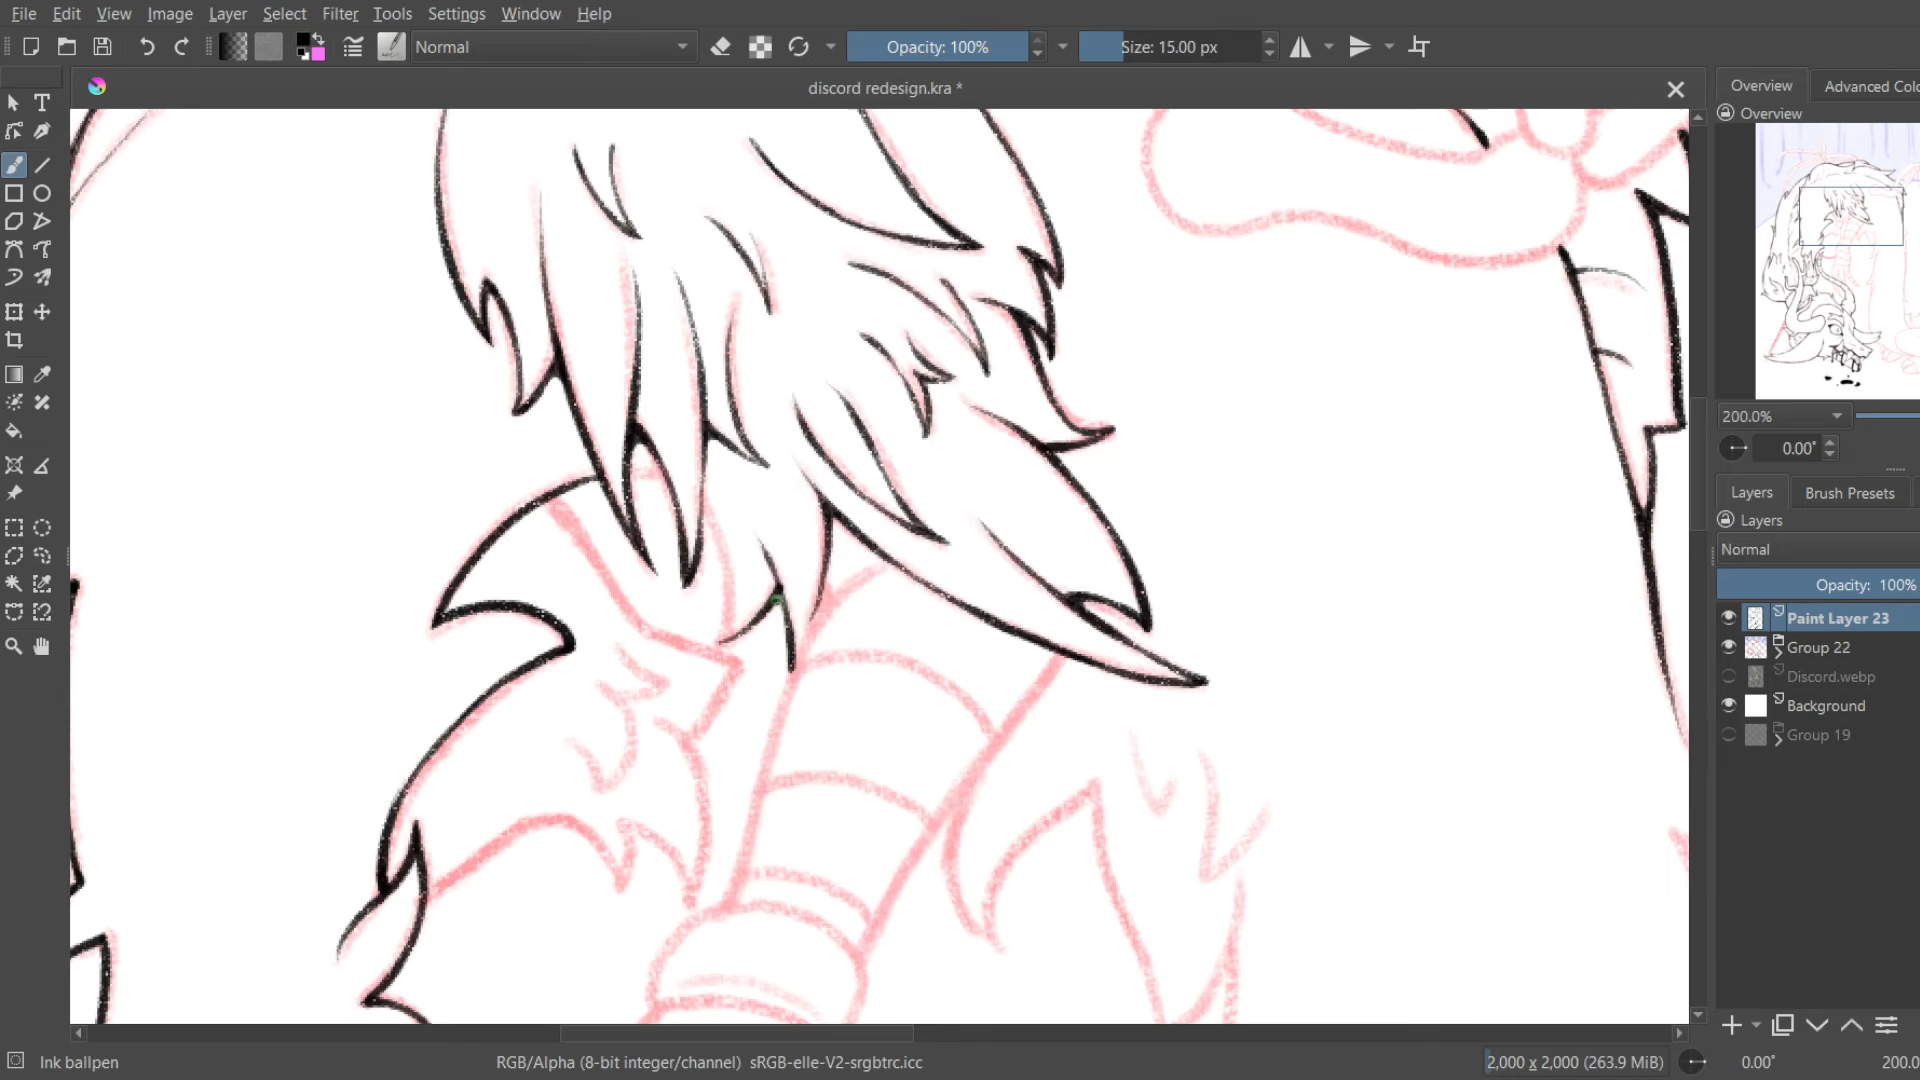 File Edit View Image Layer Select Filter Tools Settings Window Help
Normal Opacity: 100% Size: 15.00 px
discord redesign.kra *
Overview Advanced Colo
Overview
200.0%
0.00°
Layers Brush Presets
Layers
Normal
Opacity: 100%
Paint Layer 23
Group 22
Discord.webp
Background
Group 19
Ink ballpen RGB/Alpha (8-bit integer/channel) sRGB-elle-V2-srgbtrc.icc 2,000 x 2,000 (263.9 MiB) 0.00° 200.0